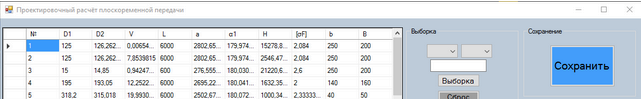 Проектировочный расчёт плоскоременной передачи
№ D1 D2 V L a α1 H [σF] b B
1 125 126,262... 0,00654... 6000 2802,65... 179,974... 15278,8... 2,084 250 200
2 125 126,262... 7,8539815 6000 2802,65... 179,974... 2546,47... 2,084 250 200
3 15 14,85 0,94247... 600 276,555... 180,030... 21220,6... 2,6 250 200
4 195 193,05 12,2522... 6000 2695,22... 180,041... 1632,35... 2 140 160
5 318,2 315,018 19,9930... 6000 2502,67... 180,072... 1000,34... 2,33333... 40 50
Выборка
Выборка
Сброс
Сохранение
Сохранить